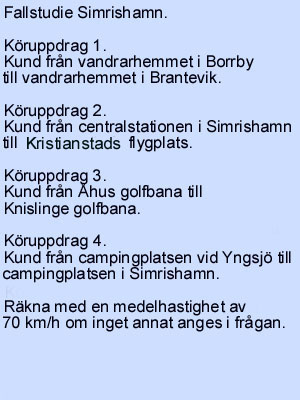 Fallstudie Simrishamn.
Köruppdrag 1.
Kund från vandrarhemmet i Borrby
till vandrarhemmet i Brantevik.
Köruppdrag 2.
Kund från centralstationen i Simrishamn
till Kristianstads flygplats.
Köruppdrag 3.
Kund från Åhus golfbana till
Knislinge golfbana.
Köruppdrag 4.
Kund från campingplatsen vid Yngsjö till
campingplatsen i Simrishamn.
Räkna med en medelhastighet av
70 km/h om inget annat anges i frågan.